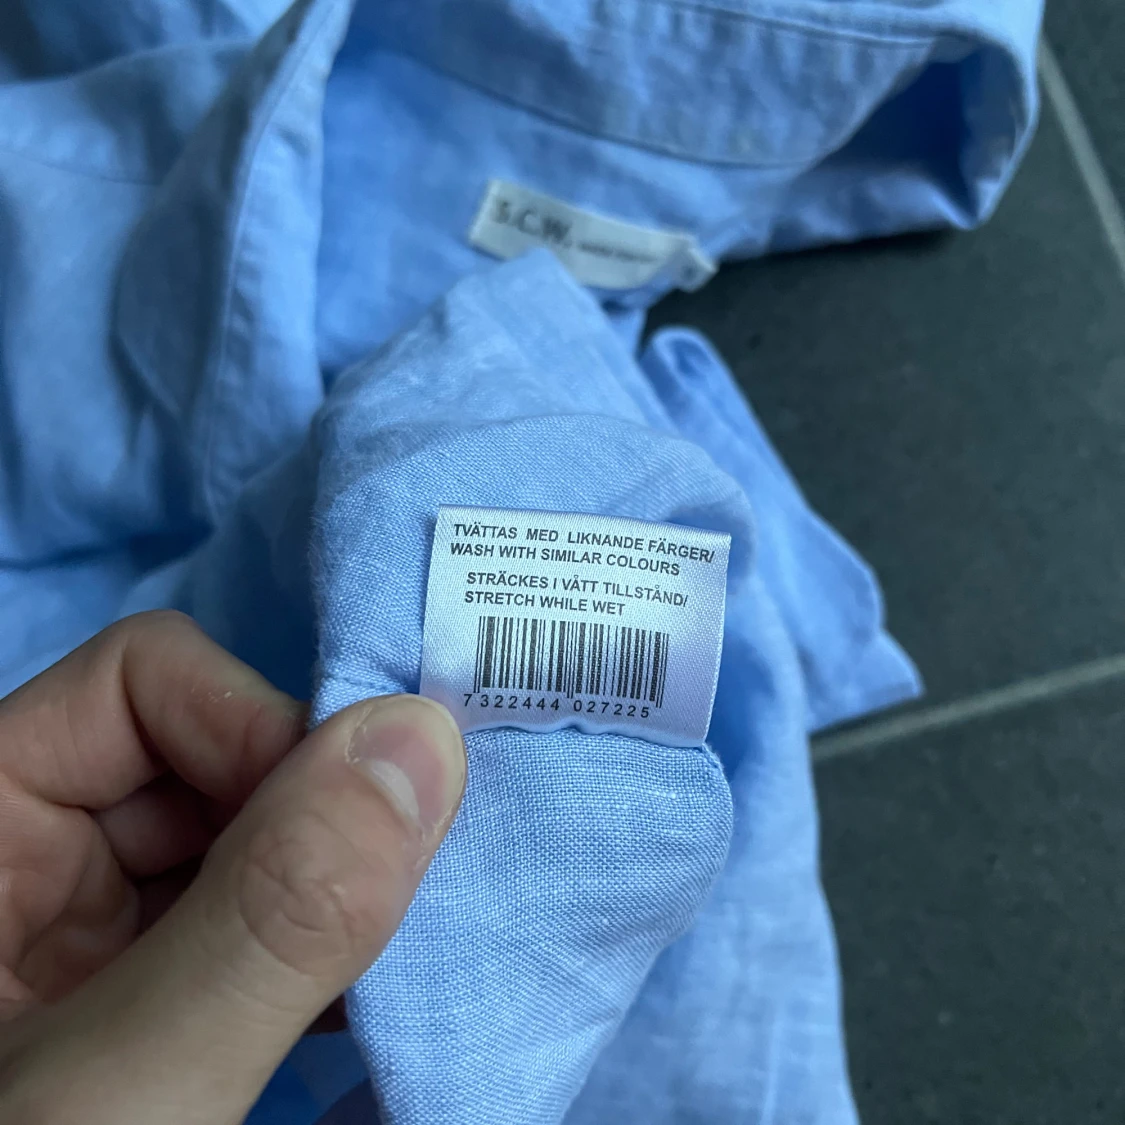 S.C.W.
TVÄTTAS MED LIKNANDE FÄRGER/
WASH WITH SIMILAR COLOURS
STRÄCKES I VÅTT TILLSTÅND/
STRETCH WHILE WET
7 322444 027225